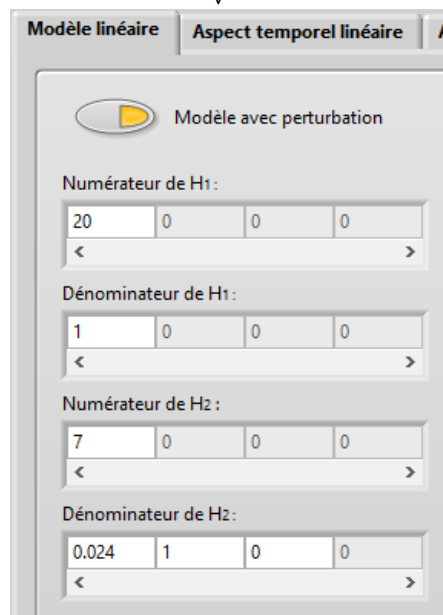 Modèle linéaire Aspect temporel linéaire
Modèle avec perturbation
Numérateur de H1:
20 0 0 0
< >
Dénominateur de H1:
1 0 0 0
< >
Numérateur de H2 :
7 0 0 0
< >
Dénominateur de H2:
0.024 1 0 0
< >